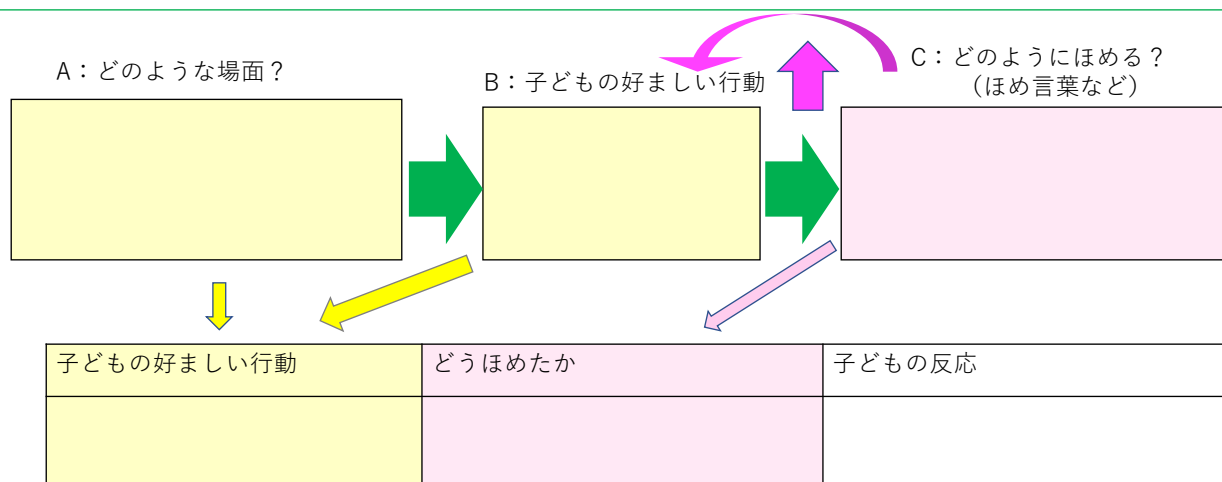 A：どのような場面？
B：子どもの好ましい行動
C：どのようにほめる？
（ほめ言葉など）
子どもの好ましい行動
どうほめたか
子どもの反応